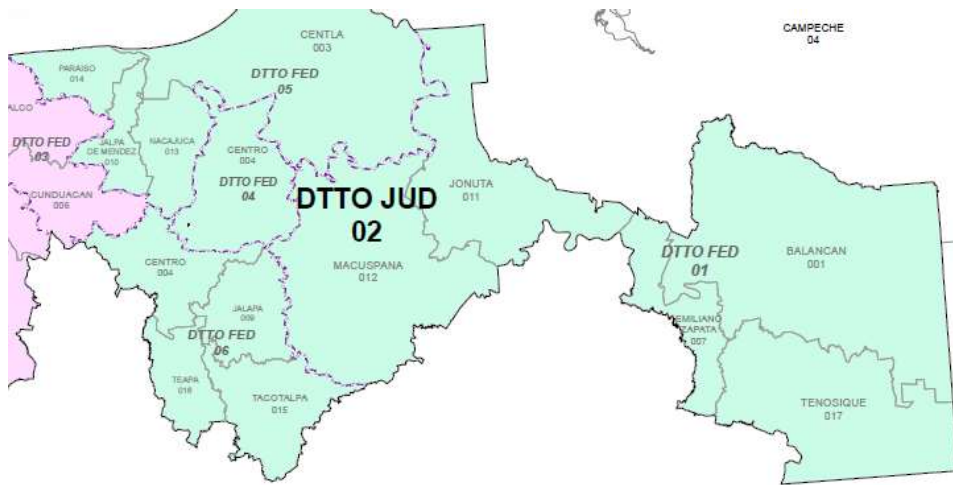 CAMPECHE
04
CENTLA
003
PARAISO
014
DTTO FED
05
ALCO
DTTO FED
03
JALPA
DE MENDEZ
010
NACAJUCA
013
CENTRO
004
DTTO FED
04
CUNDUACAN
006
DTTO JUD
02
JONUTA
011
MACUSPANA
012
CENTRO
004
DTTO FED
01
BALANCAN
001
JALAPA
009
DTTO FED
06
EMILIANO
ZAPATA
007
TEAPA
016
TACOTALPA
015
TENOSIQUE
017